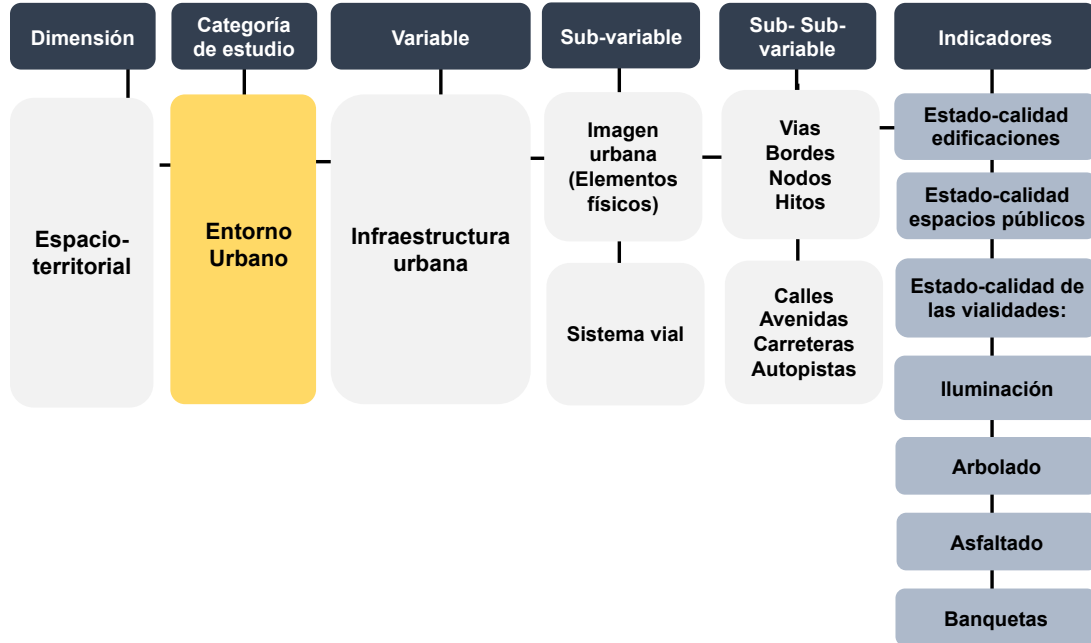 Dimensión
Categoría
de estudio
Variable
Sub-variable
Sub- Sub-
variable
Indicadores
Espacio-
territorial
Entorno
Urbano
Infraestructura
urbana
Imagen
urbana
(Elementos
físicos)
Sistema vial
Vias
Bordes
Nodos
Hitos
Calles
Avenidas
Carreteras
Autopistas
Estado-calidad
edificaciones
Estado-calidad
espacios públicos
Estado-calidad de
las vialidades:
Iluminación
Arbolado
Asfaltado
Banquetas